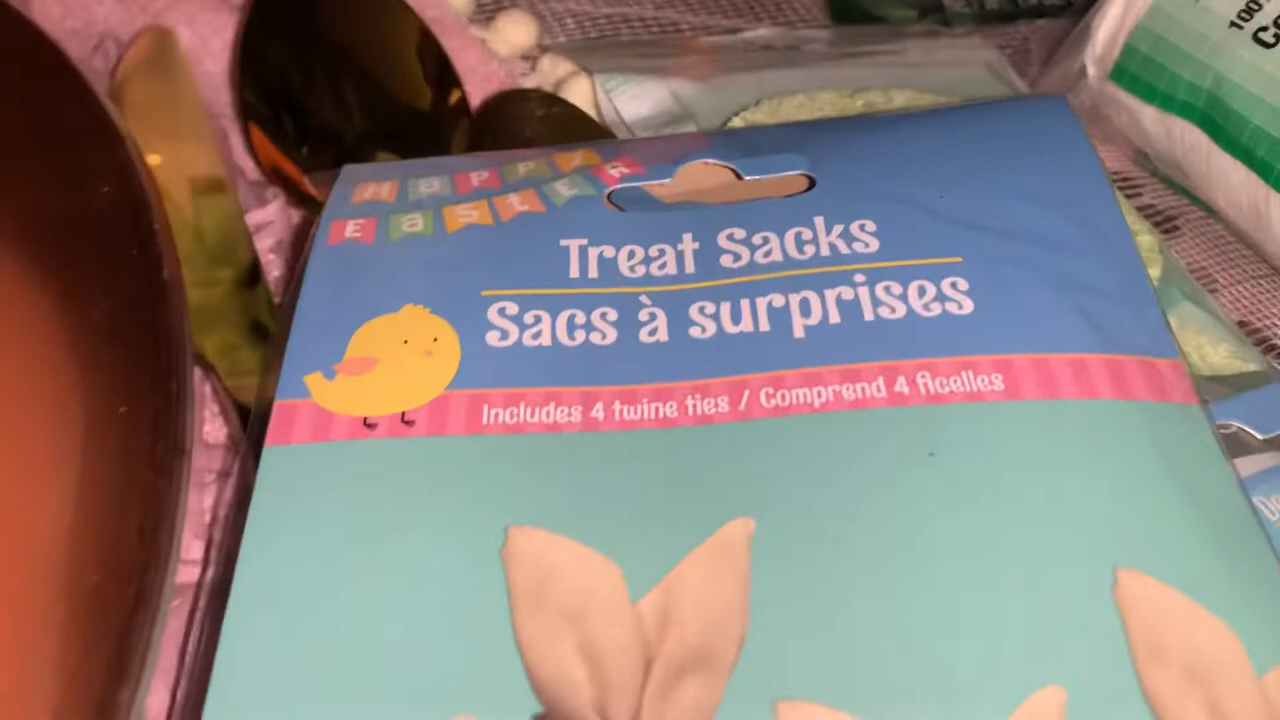 Happy
Easter
Treat Sacks
Sacs à surprises
Includes 4 twine ties / Comprend 4 ficelles